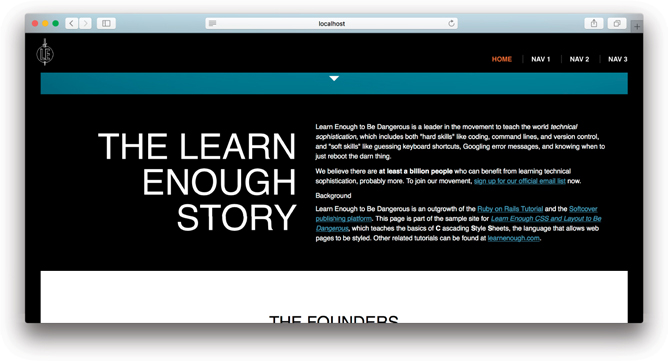 localhost
HOME NAV 1 NAV 2 NAV 3
THE LEARN
ENOUGH
STORY
Learn Enough to Be Dangerous is a leader in the movement to teach the world technical
sophistication, which includes both "hard skills" like coding, command lines, and version control,
and "soft skills" like guessing keyboard shortcuts, Googling error messages, and knowing when to
just reboot the darn thing.
We believe there are at least a billion people who can benefit from learning technical
sophistication, probably more. To join our movement, sign up for our official email list now.
Background
Learn Enough to Be Dangerous is an outgrowth of the Ruby on Rails Tutorial and the Softcover
publishing platform. This page is part of the sample site for Learn Enough CSS and Layout to Be
Dangerous, which teaches the basics of C ascading Style Sheets, the language that allows web
pages to be styled. Other related tutorials can be found at learnenough.com.
THE FOUNDERS